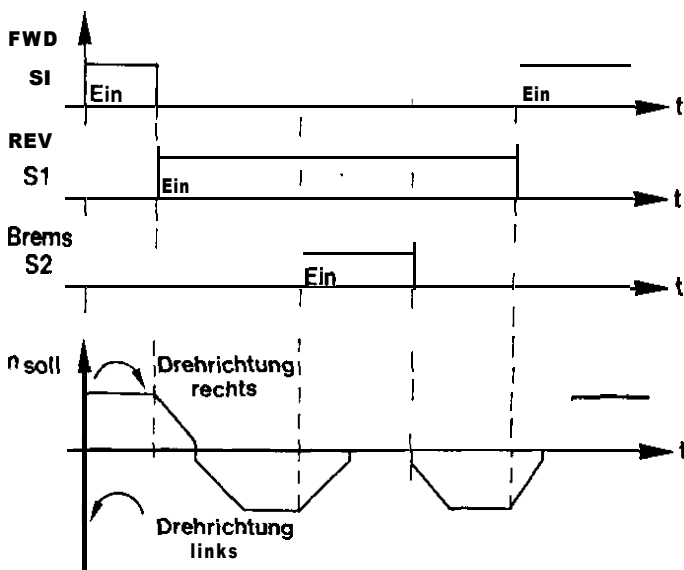 FWD
SI
Ein
Ein
t
REV
S1
Ein
t
Brems
S2
Ein
t
n soll
Drehrichtung
rechts
t
Drehrichtung
links